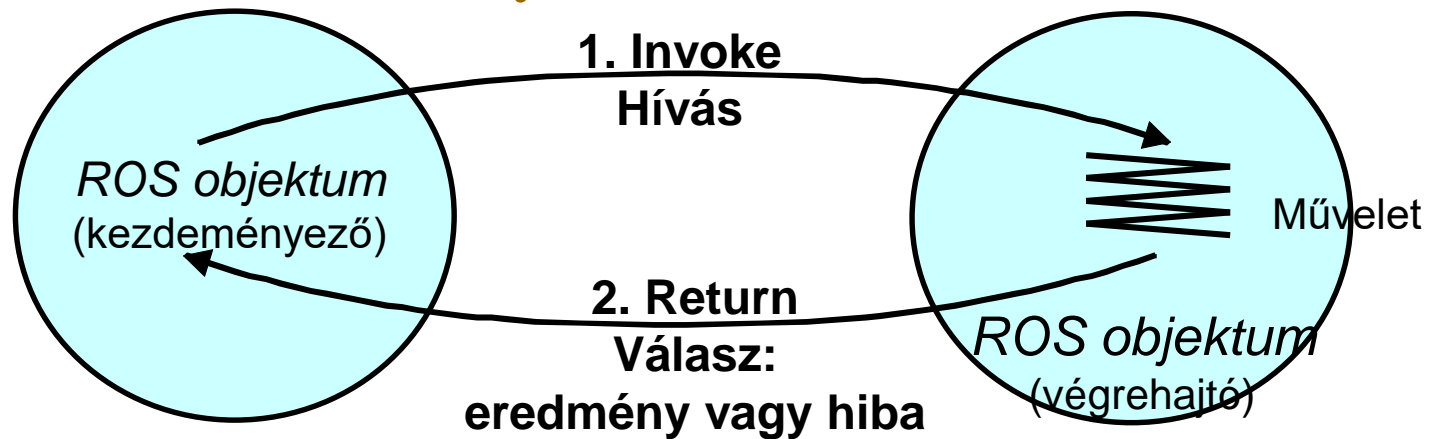 1. Invoke
Hívás
ROS objektum
(kezdeményező)
Művelet
2. Return
Válasz:
eredmény vagy hiba
ROS objektum
(végrehajtó)